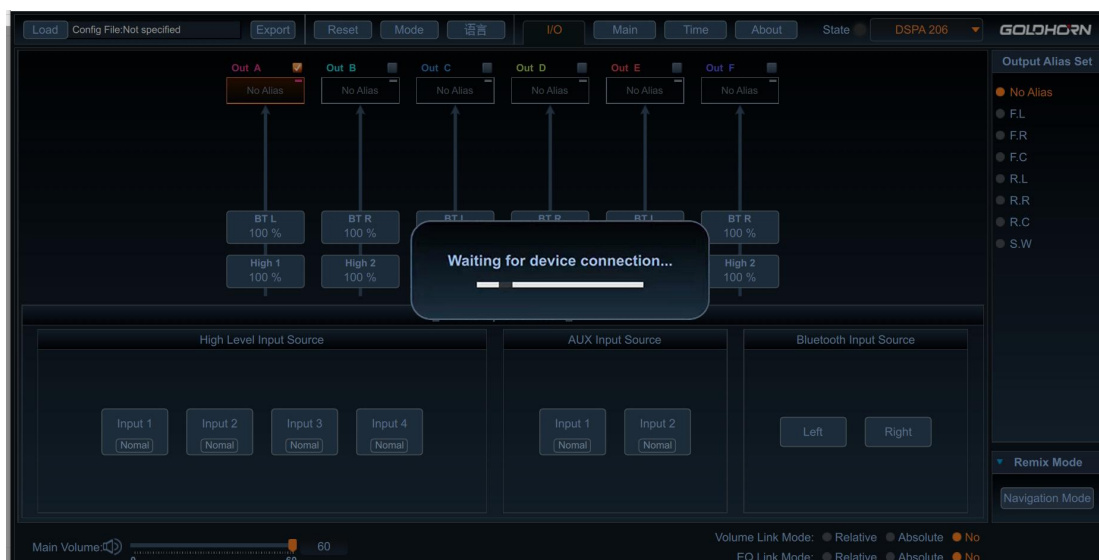 Load Config File:Not specified Export Reset Mode 语言 I/O Main Time About State DSPA 206 GOLDHORN
Out A Out B Out C Out D Out E Out F
No Alias No Alias No Alias No Alias No Alias No Alias
BT L BT R BT L BT R BT L BT R
100 % 100 % 100 %
High 1 High 2 High 2
100 % 100 % 100 %
Waiting for device connection...
High Level Input Source AUX Input Source Bluetooth Input Source
Input 1 Input 2 Input 3 Input 4 Input 1 Input 2 Left Right
Nomal Nomal Nomal Nomal Nomal Nomal
Output Alias Set
No Alias
F.L
F.R
F.C
R.L
R.R
R.C
S.W
Remix Mode
Navigation Mode
Main Volume: 60
0 60
Volume Link Mode: Relative Absolute No
EQ Link Mode: Relative Absolute No